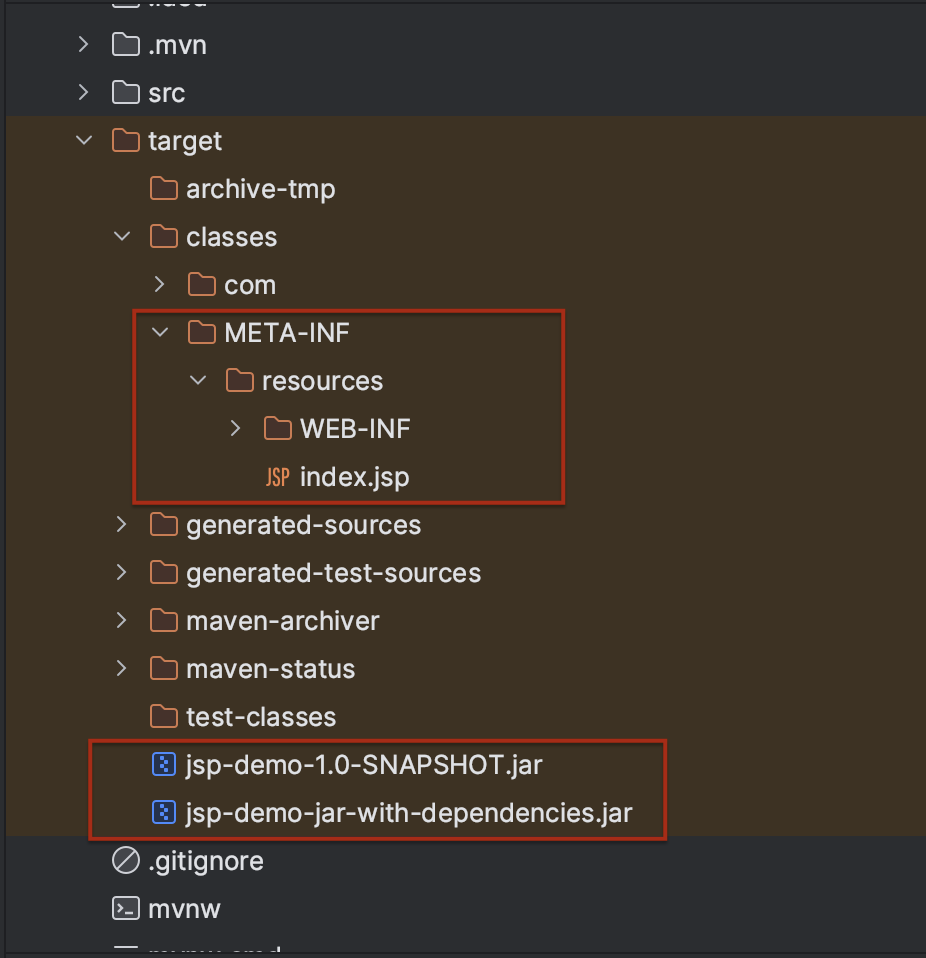 .mvn
src
target
archive-tmp
classes
com
META-INF
resources
WEB-INF
JSP index.jsp
generated-sources
generated-test-sources
maven-archiver
maven-status
test-classes
jsp-demo-1.0-SNAPSHOT.jar
jsp-demo-jar-with-dependencies.jar
.gitignore
mvnw